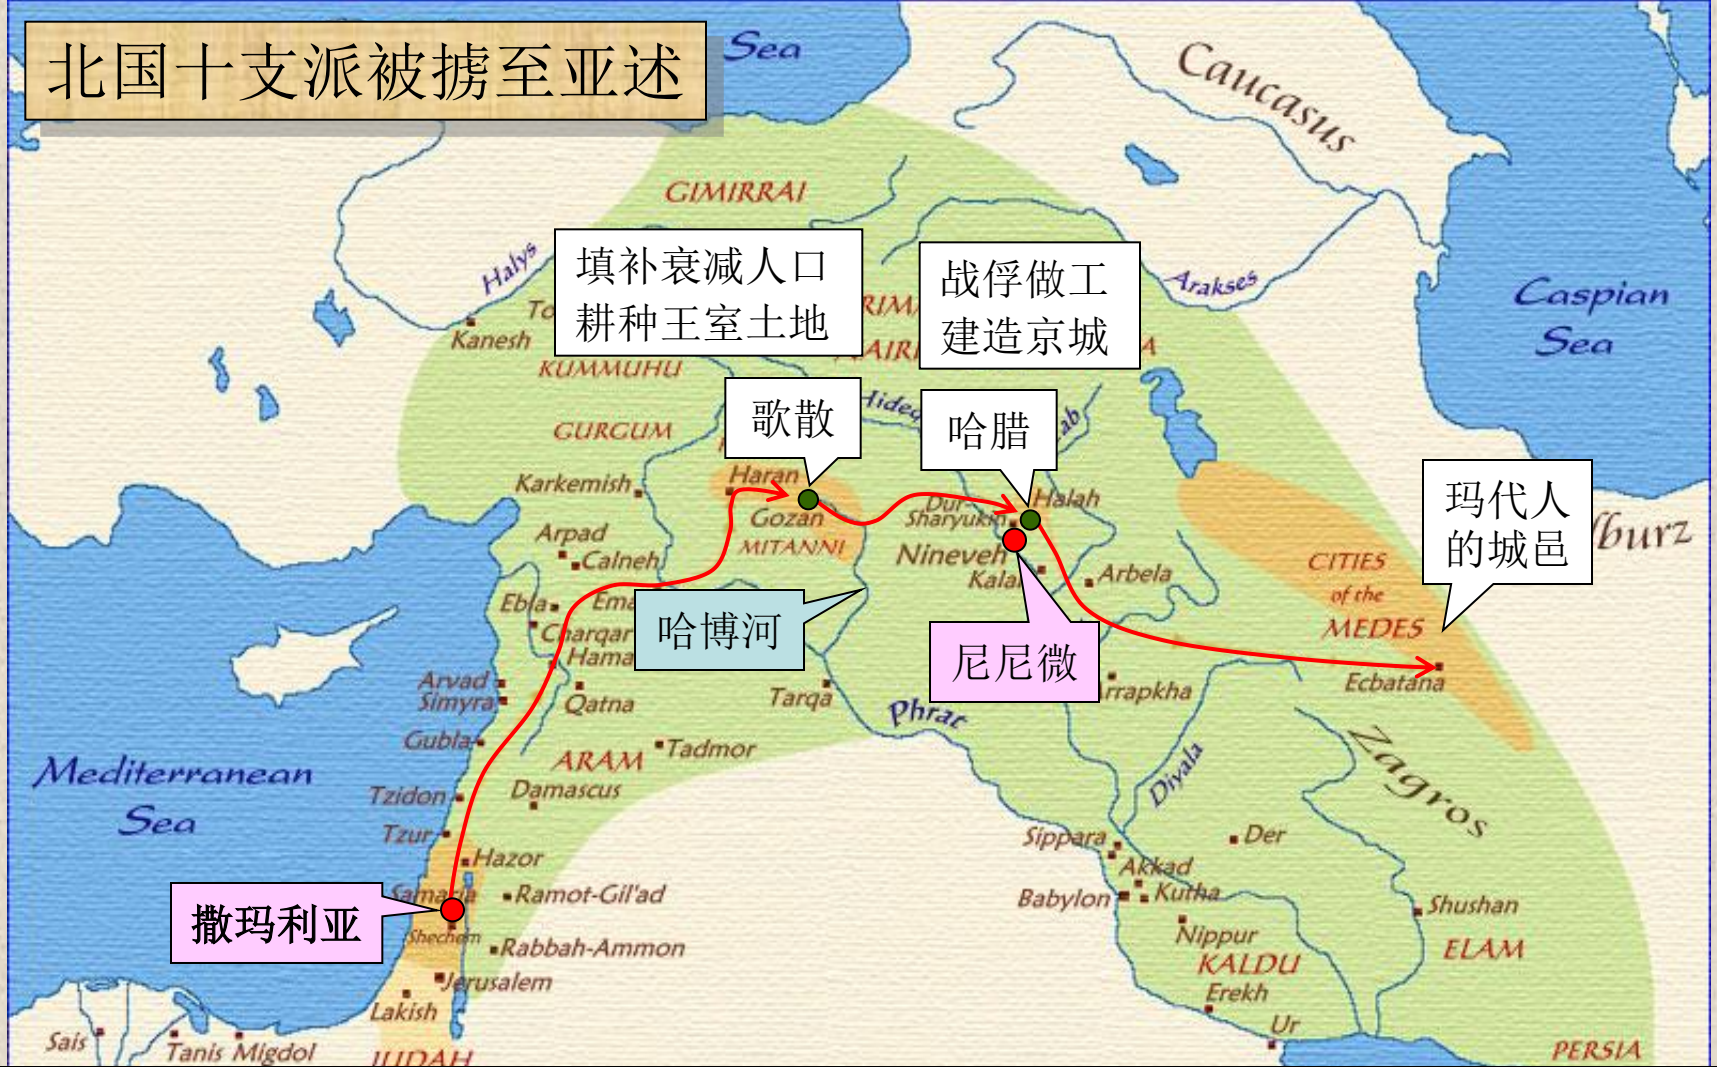 北国十支派被掳至亚述
Sea
Caucasus
GIMIRRAI
Halys
填补衰减人口
耕种王室土地
战俘做工
建造京城
Arakses
Caspian
Sea
Kanesh
KUMMUHU
歌散
哈腊
GURGUM
Karkemish
Haran
Halah
玛代人
的城邑
Gozan
MITANNI
Dur-
Sharyukin
Arpad
Calneh
Nineveh
Arbela
CITIES
of the
MEDES
Ebla
哈博河
尼尼微
Hama
Arvad
Simyra
Qatna
Tarqa
Ecbatana
Phrat
Gubla
ARAM
Tadmor
Zagros
Diyala
Mediterranean
Sea
Tzidon
Damascus
Tzur
Hazor
Sippara
Der
Akkad
Samaria
Ramot-Gil'ad
Babylon
Kutha
Shushan
撒玛利亚
Shechem
Rabbah-Ammon
Nippur
KALDU
ELAM
Jerusalem
Lakish
Erekh
Ur
Sais
Tanis
Migdol
JUDAH
PERSIA